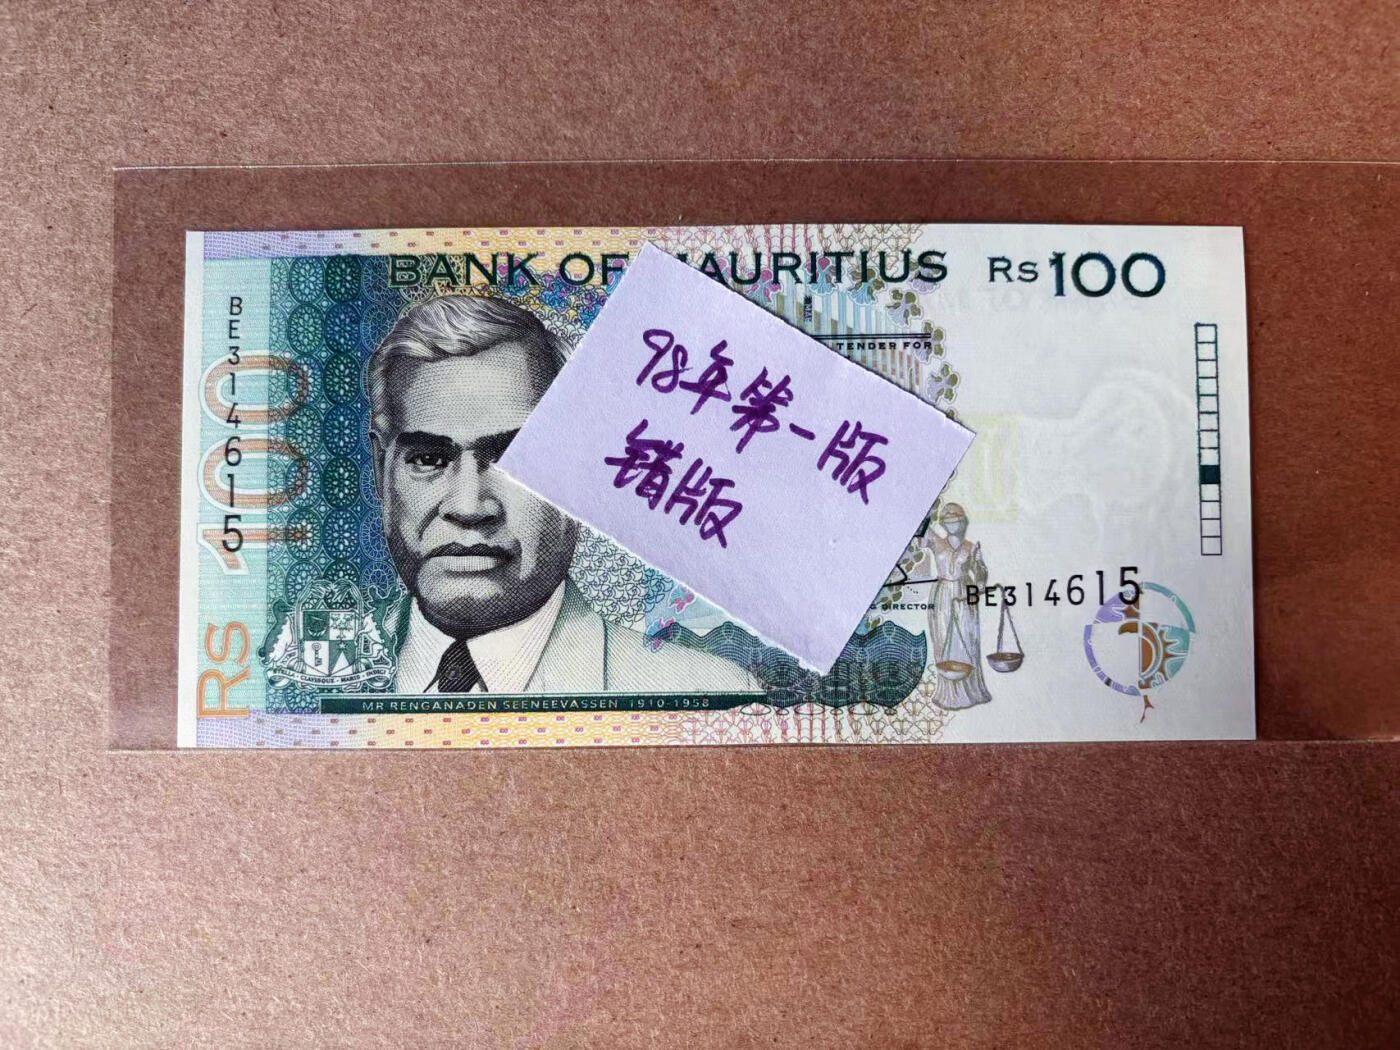 BANK OF MAURITIUS Rs 100
BE314615
RS 100
TENDER FOR
98年第一版
错版
DIRECTOR
BE314615
MR RENGANADEN SEENEEVASSEN 1910-1958